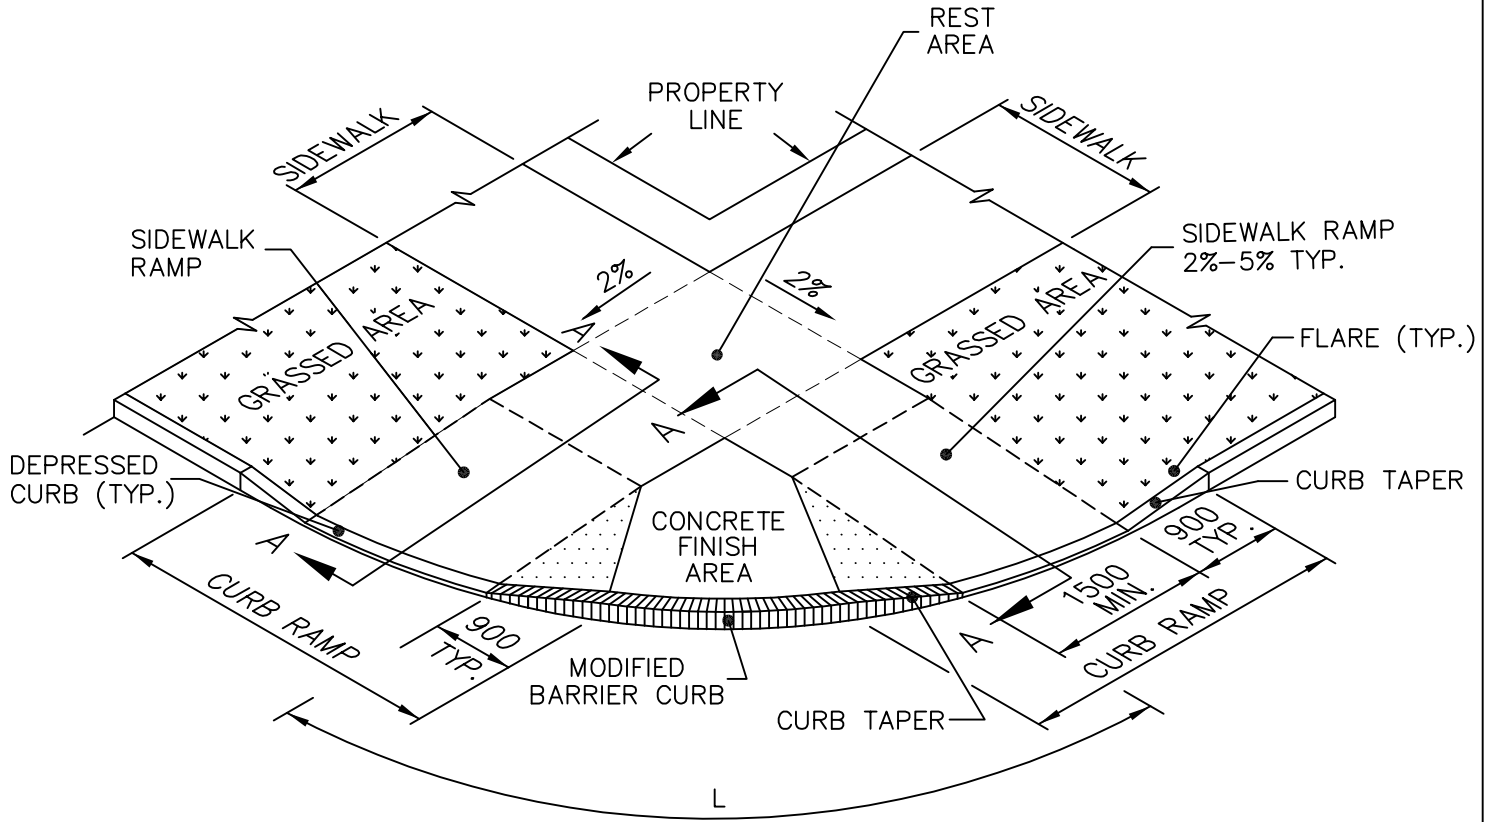 REST
AREA
PROPERTY
LINE
SIDEWALK
SIDEWALK
SIDEWALK
RAMP
2%
2%
SIDEWALK RAMP
2%-5% TYP.
GRASSED AREA
GRASSED AREA
A
A
FLARE (TYP.)
DEPRESSED
CURB (TYP.)
CURB TAPER
CONCRETE
FINISH
AREA
A
A
900
TYP.
1500
MIN.
CURB RAMP
CURB RAMP
900
TYP.
MODIFIED
BARRIER CURB
CURB TAPER
L